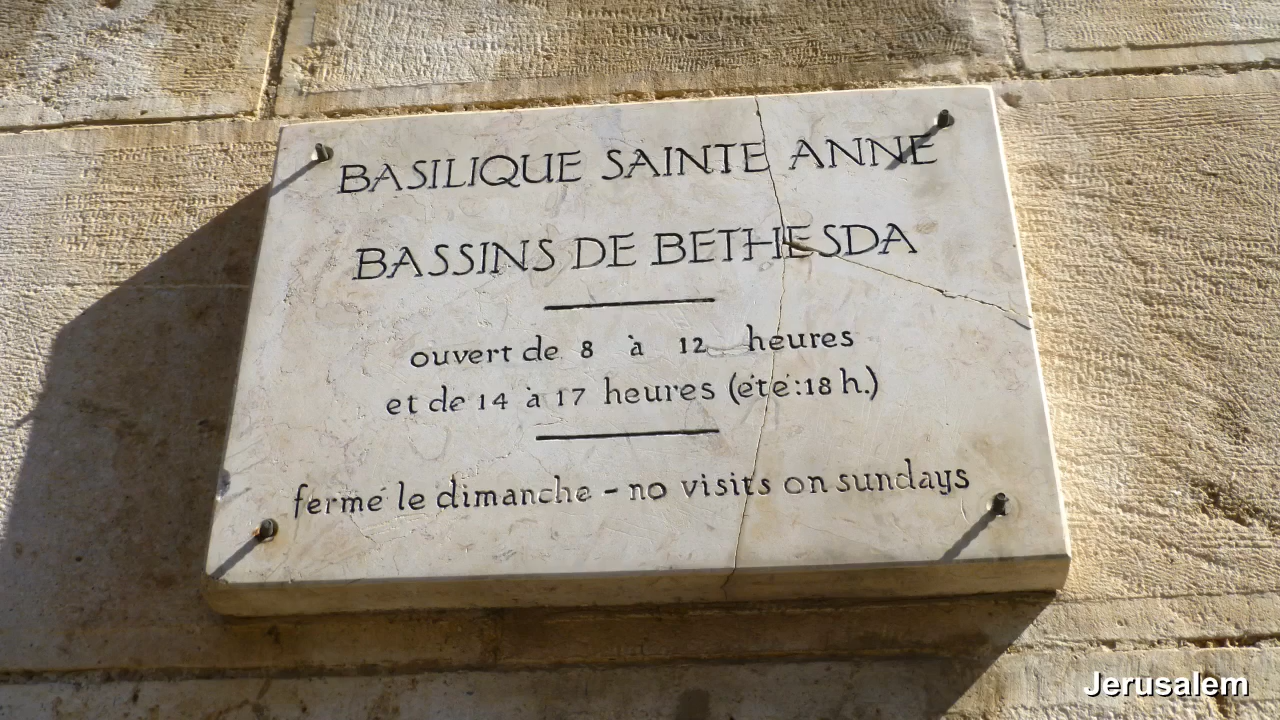 BASILIQUE SAINTE ANNE
BASSINS DE BETHESDA
ouvert de 8 à 12 heures
et de 14 à 17 heures (été:18 h.)
fermé le dimanche - no visits on sundays
Jerusalem